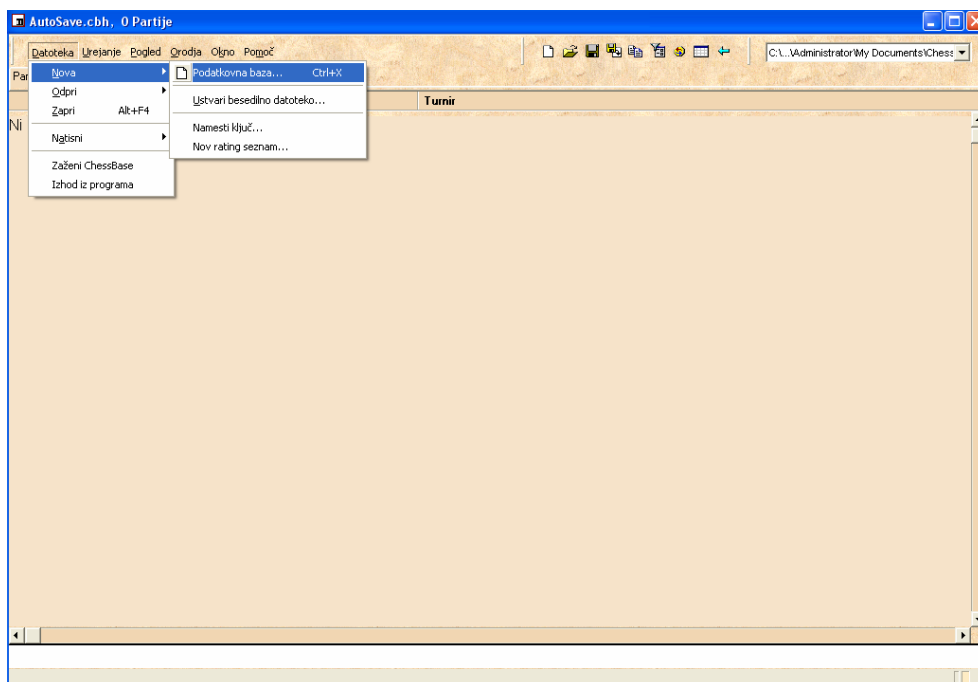 AutoSave.cbh, 0 Partije
Datoteka Urejanje Pogled Orodja Okno Pomoč
C:\...\Administrator\My Documents\Chess
Par
Nova
Odpri
Zapri Alt+F4
Natisni
Zaženi ChessBase
Izhod iz programa
Podatkovna baza... Ctrl+X
Ustvari besedilno datoteko...
Namesti ključ...
Nov rating seznam...
Turnir
Ni